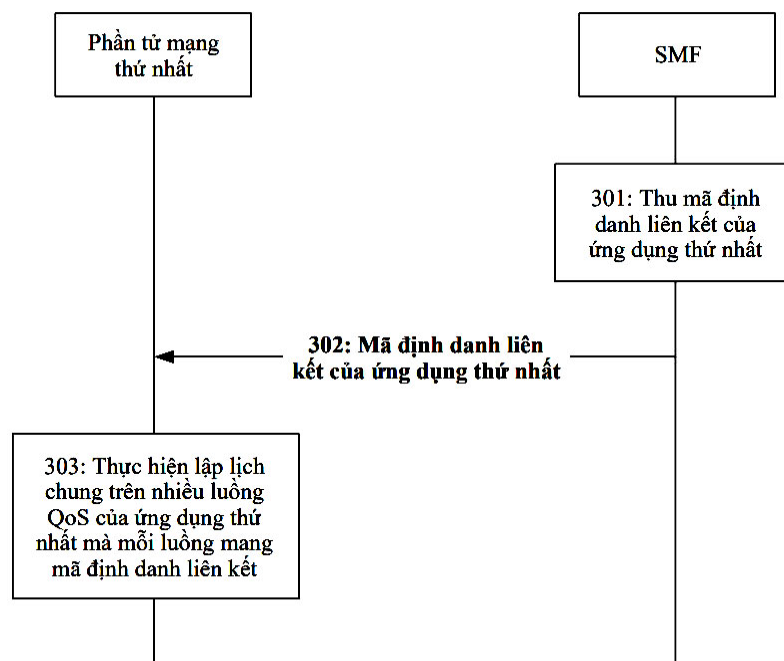 Phần tử mạng
thứ nhất
SMF
301: Thu mã định
danh liên kết của
ứng dụng thứ nhất
302: Mã định danh liên
kết của ứng dụng thứ nhất
303: Thực hiện lập lịch
chung trên nhiều luồng
QoS của ứng dụng thứ
nhất mà mỗi luồng mang
mã định danh liên kết